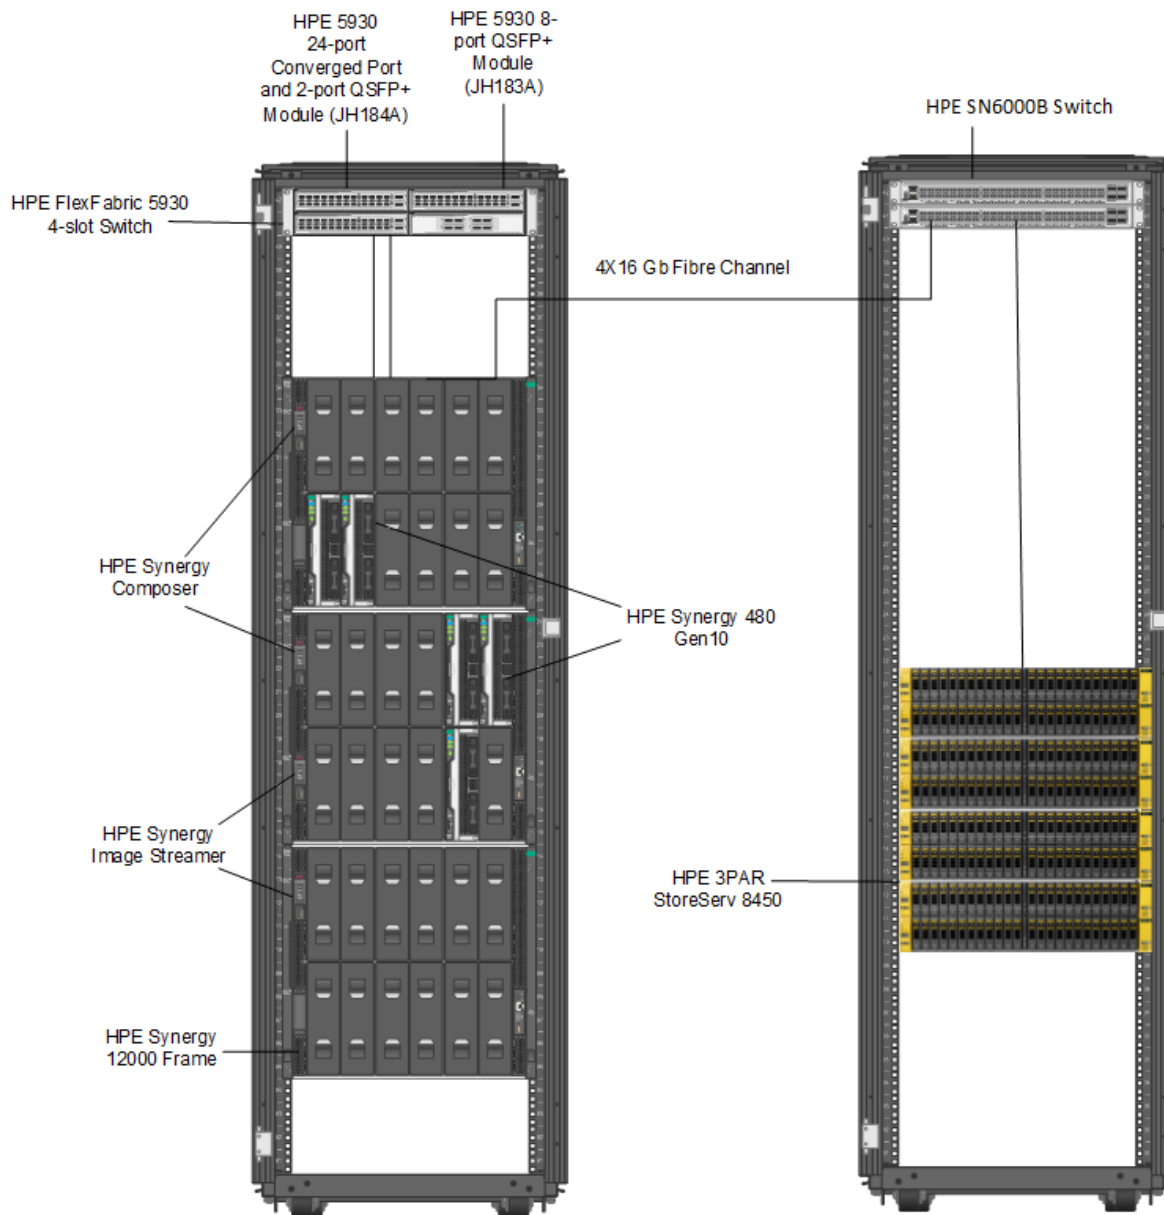 HPE 5930
24-port
Converged Port
and 2-port QSFP+
Module (JH184A)
HPE 5930 8-
port QSFP+
Module
(JH183A)
HPE SN6000B Switch
HPE FlexFabric 5930
4-slot Switch
4X16 Gb Fibre Channel
HPE Synergy
Composer
HPE Synergy 480
Gen10
HPE Synergy
Image Streamer
HPE 3PAR
StoreServ 8450
HPE Synergy
12000 Frame